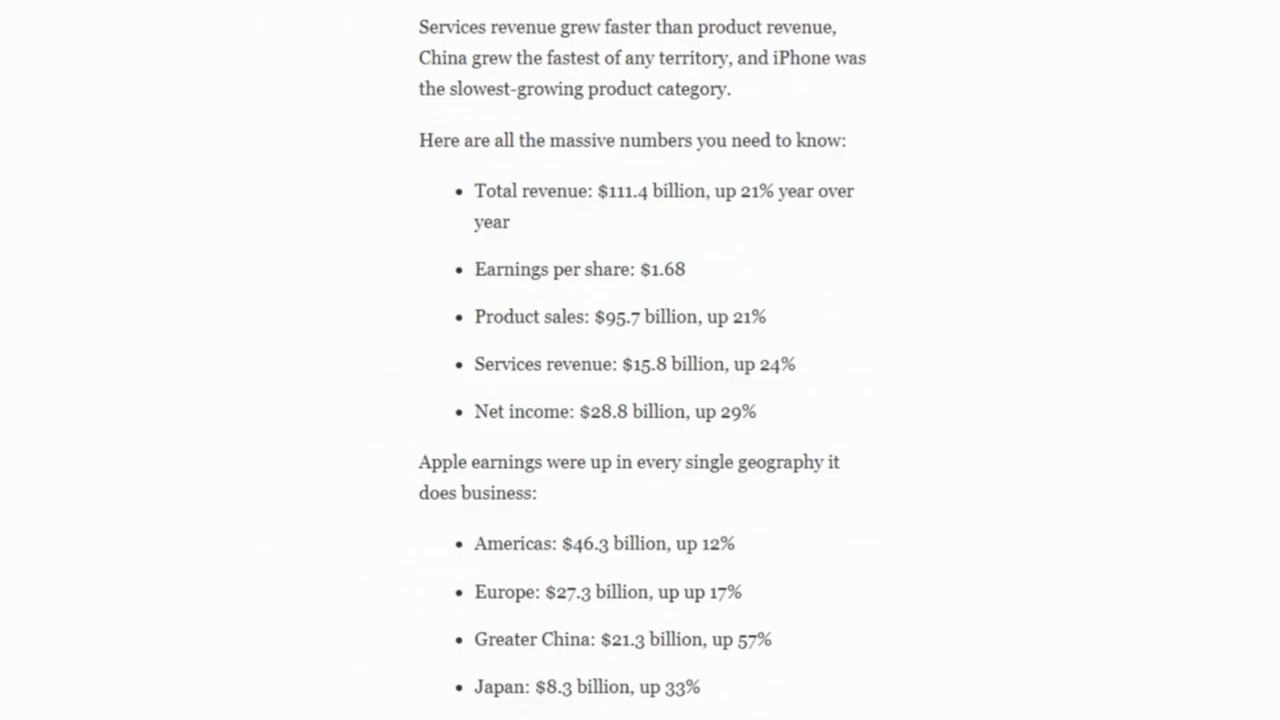 Services revenue grew faster than product revenue,
China grew the fastest of any territory, and iPhone was
the slowest-growing product category.
Here are all the massive numbers you need to know:
• Total revenue: $111.4 billion, up 21% year over
year
• Earnings per share: $1.68
• Product sales: $95.7 billion, up 21%
• Services revenue: $15.8 billion, up 24%
• Net income: $28.8 billion, up 29%
Apple earnings were up in every single geography it
does business:
• Americas: $46.3 billion, up 12%
• Europe: $27.3 billion, up up 17%
• Greater China: $21.3 billion, up 57%
• Japan: $8.3 billion, up 33%